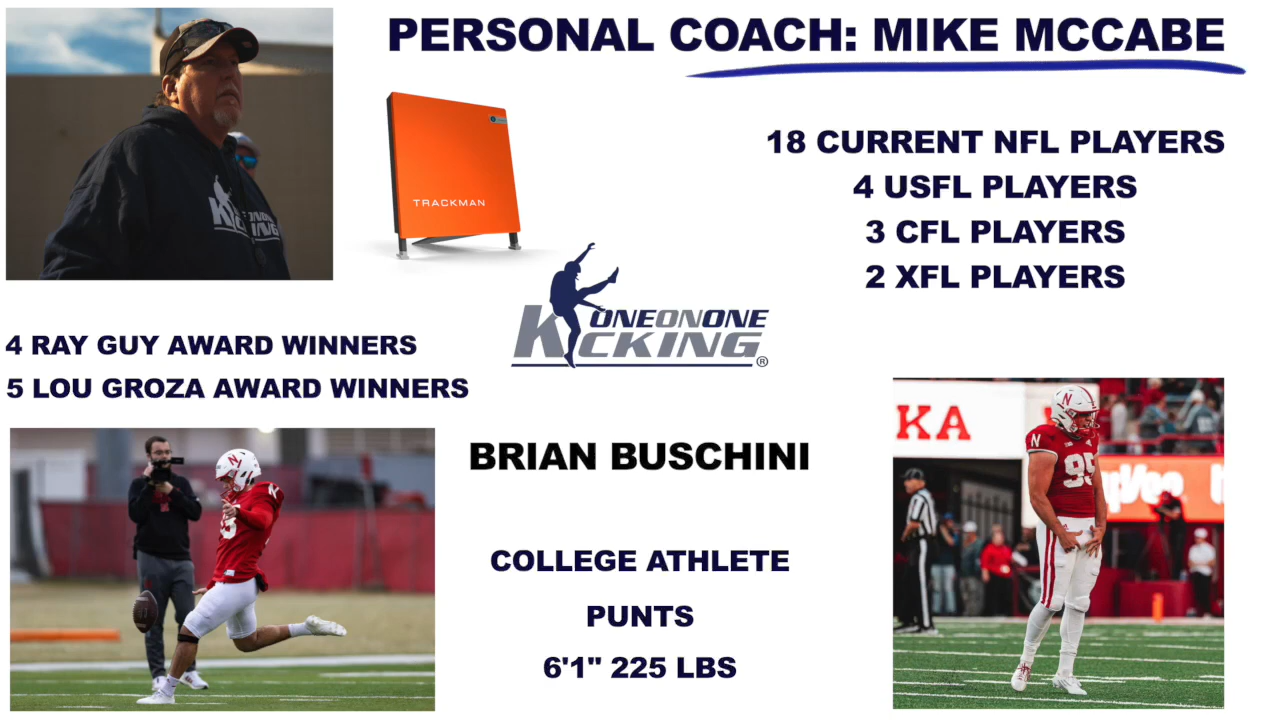 PERSONAL COACH: MIKE MCCABE
TRACKMAN
18 CURRENT NFL PLAYERS
4 USFL PLAYERS
3 CFL PLAYERS
2 XFL PLAYERS
KICKING
ONEONONE
KICKING®
4 RAY GUY AWARD WINNERS
5 LOU GROZA AWARD WINNERS
BRIAN BUSCHINI
COLLEGE ATHLETE
PUNTS
6'1" 225 LBS
N
N
KA
N
N
95